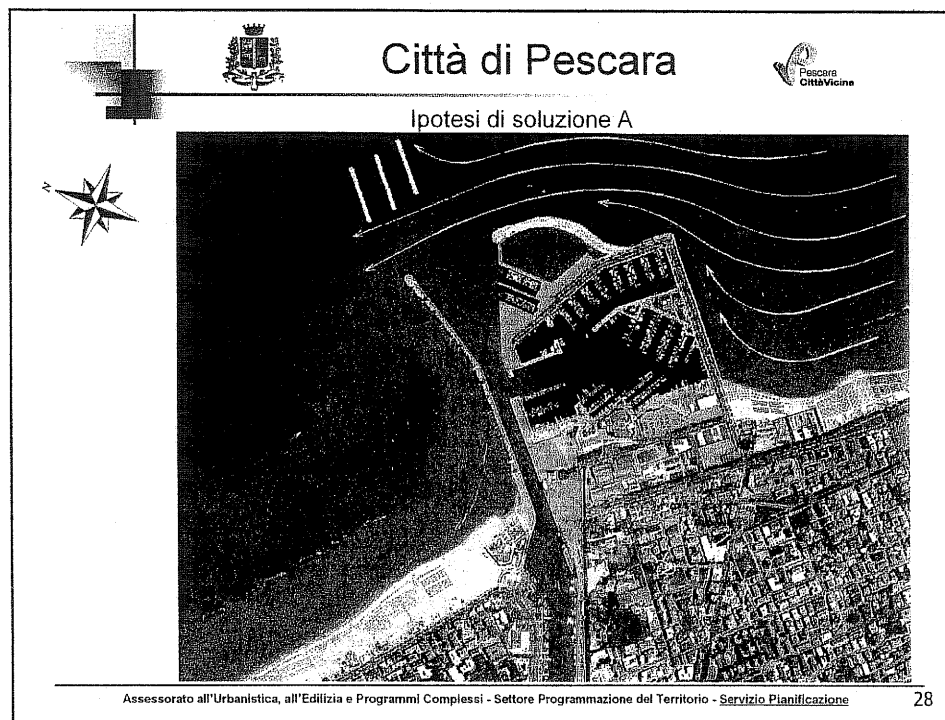 Città di Pescara
Pescara
CittàVicine
Ipotesi di soluzione A
N
Assessorato all'Urbanistica, all'Edilizia e Programmi Complessi - Settore Programmazione del Territorio - Servizio Pianificazione
28